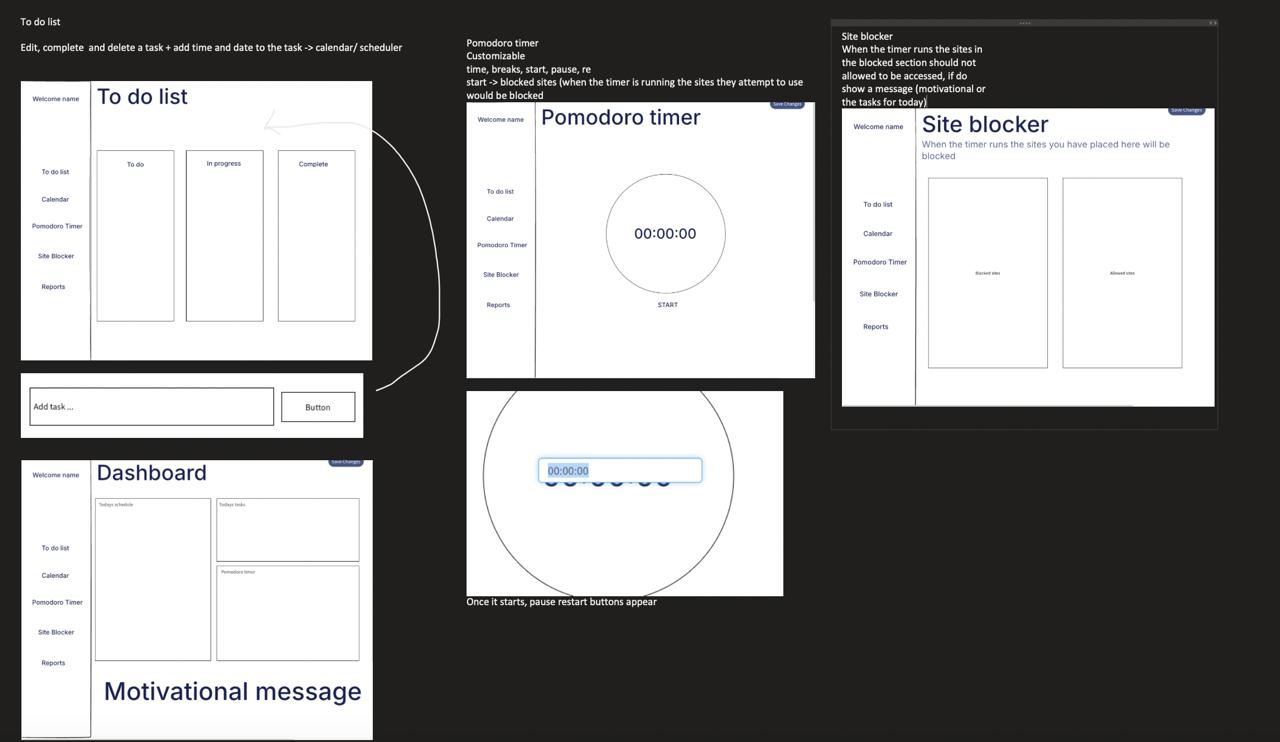 To do list
Edit, complete  and delete a task + add time and date to the task -> calendar/ scheduler
Welcome name
To do list
To do
In progress
Complete
To do list
Calendar
Pomodoro Timer
Site Blocker
Reports
Add task ...
Button
Save Changes
Welcome name
Dashboard
Todays schedule
Todays tasks
Pomodoro timer
To do list
Calendar
Pomodoro Timer
Site Blocker
Reports
Motivational message
Pomodoro timer
Customizable
time, breaks, start, pause, re
start -> blocked sites (when the timer is running the sites they attempt to use
would be blocked
Save Changes
Welcome name
Pomodoro timer
To do list
Calendar
Pomodoro Timer
Site Blocker
Reports
00:00:00
START
00:00:00
Once it starts, pause restart buttons appear
Site blocker
When the timer runs the sites in
the blocked section should not
allowed to be accessed, if do
show a message (motivational or
the tasks for today)
Save Changes
Welcome name
Site blocker
When the timer runs the sites you have placed here will be
blocked
To do list
Calendar
Pomodoro Timer
Site Blocker
Reports
Blocked sites
Allowed sites